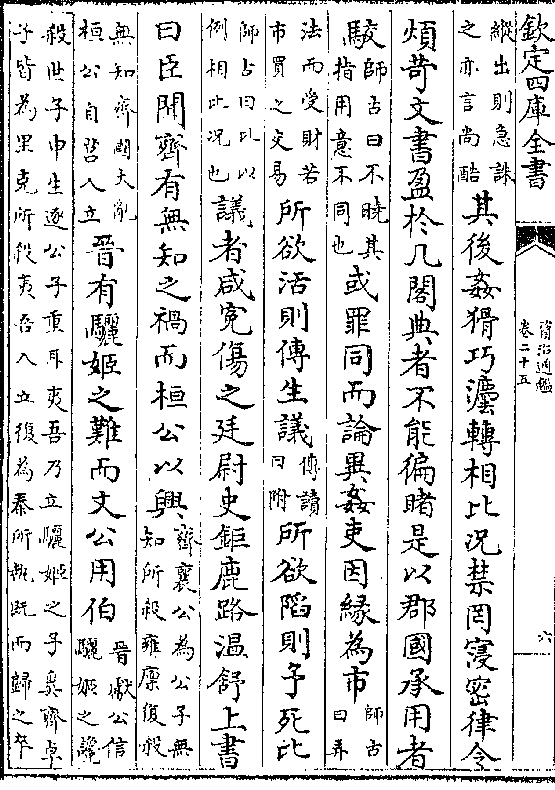 欽定四庫全書
資治通鑑
卷二十五
六
縱出則急誅
之亦言尚酷
其後姦猾巧灋轉相比況禁罔寖密律令
煩苛文書盈於几閣典者不能徧睹是以郡國承用者
駮
師古曰不曉其
指用意不同也
或罪同而論異姦吏因緣為市
師古
曰弄
法而受財若
市買之交易
所欲活則傅生議
傅讀
曰附
所欲陷則予死比
師古曰比以
例相比況也
議者咸寃傷之廷尉史鉅鹿路溫舒上書
曰臣聞齊有無知之禍而桓公以興
齊襄公為公子無
知所殺雍廩復殺
無知齊國大亂
桓公自莒入立
晉有驪姬之難而文公用伯
晉獻公信
驪姬之讒
殺世子申生逐公子重耳夷吾乃立驪姬之子奚齊卓
子皆為里克所殺夷吾入立復為秦所執既而歸之卒